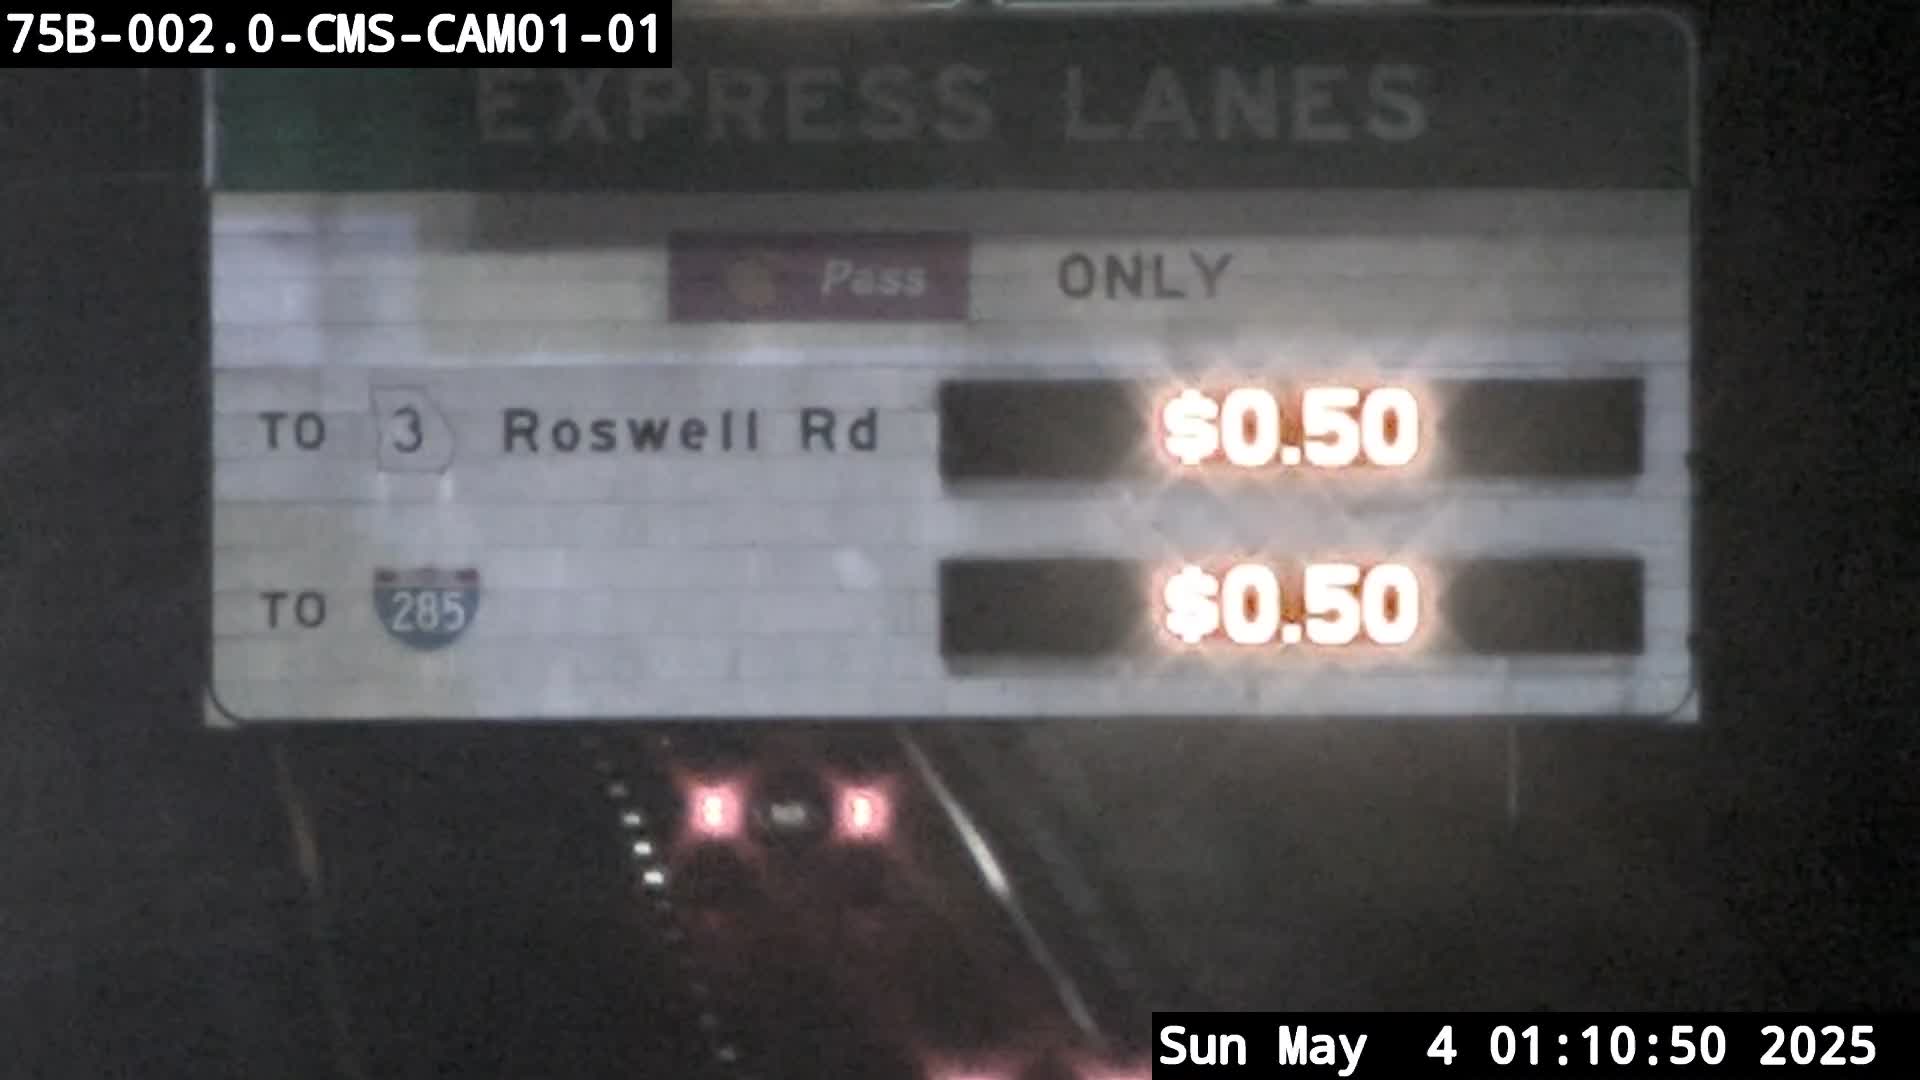 75B-002.0-CMS-CAM01-01
EXPRESS LANES
Pass ONLY
TO 3 Roswell Rd $0.50
TO 285 $0.50
Sun May 4 01:10:50 2025